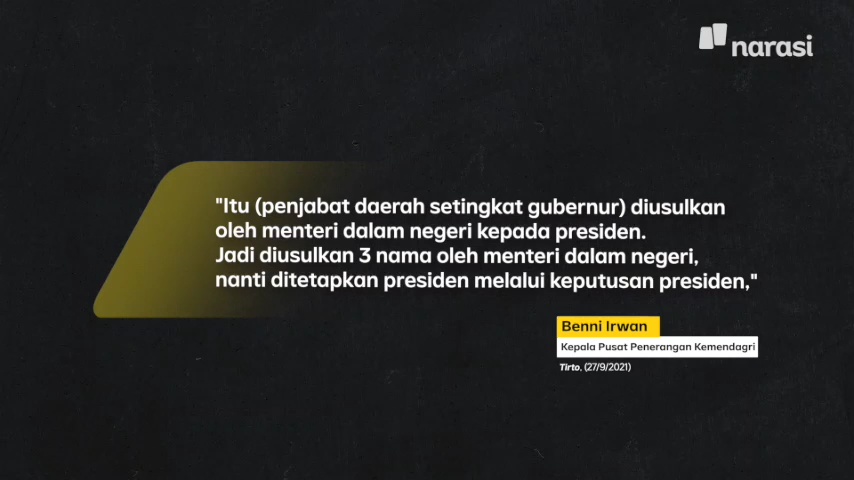 narasi
"Itu (penjabat daerah setingkat gubernur) diusulkan
oleh menteri dalam negeri kepada presiden.
Jadi diusulkan 3 nama oleh menteri dalam negeri,
nanti ditetapkan presiden melalui keputusan presiden,"
Benni Irwan
Kepala Pusat Penerangan Kemendagri
Tirto, (27/9/2021)